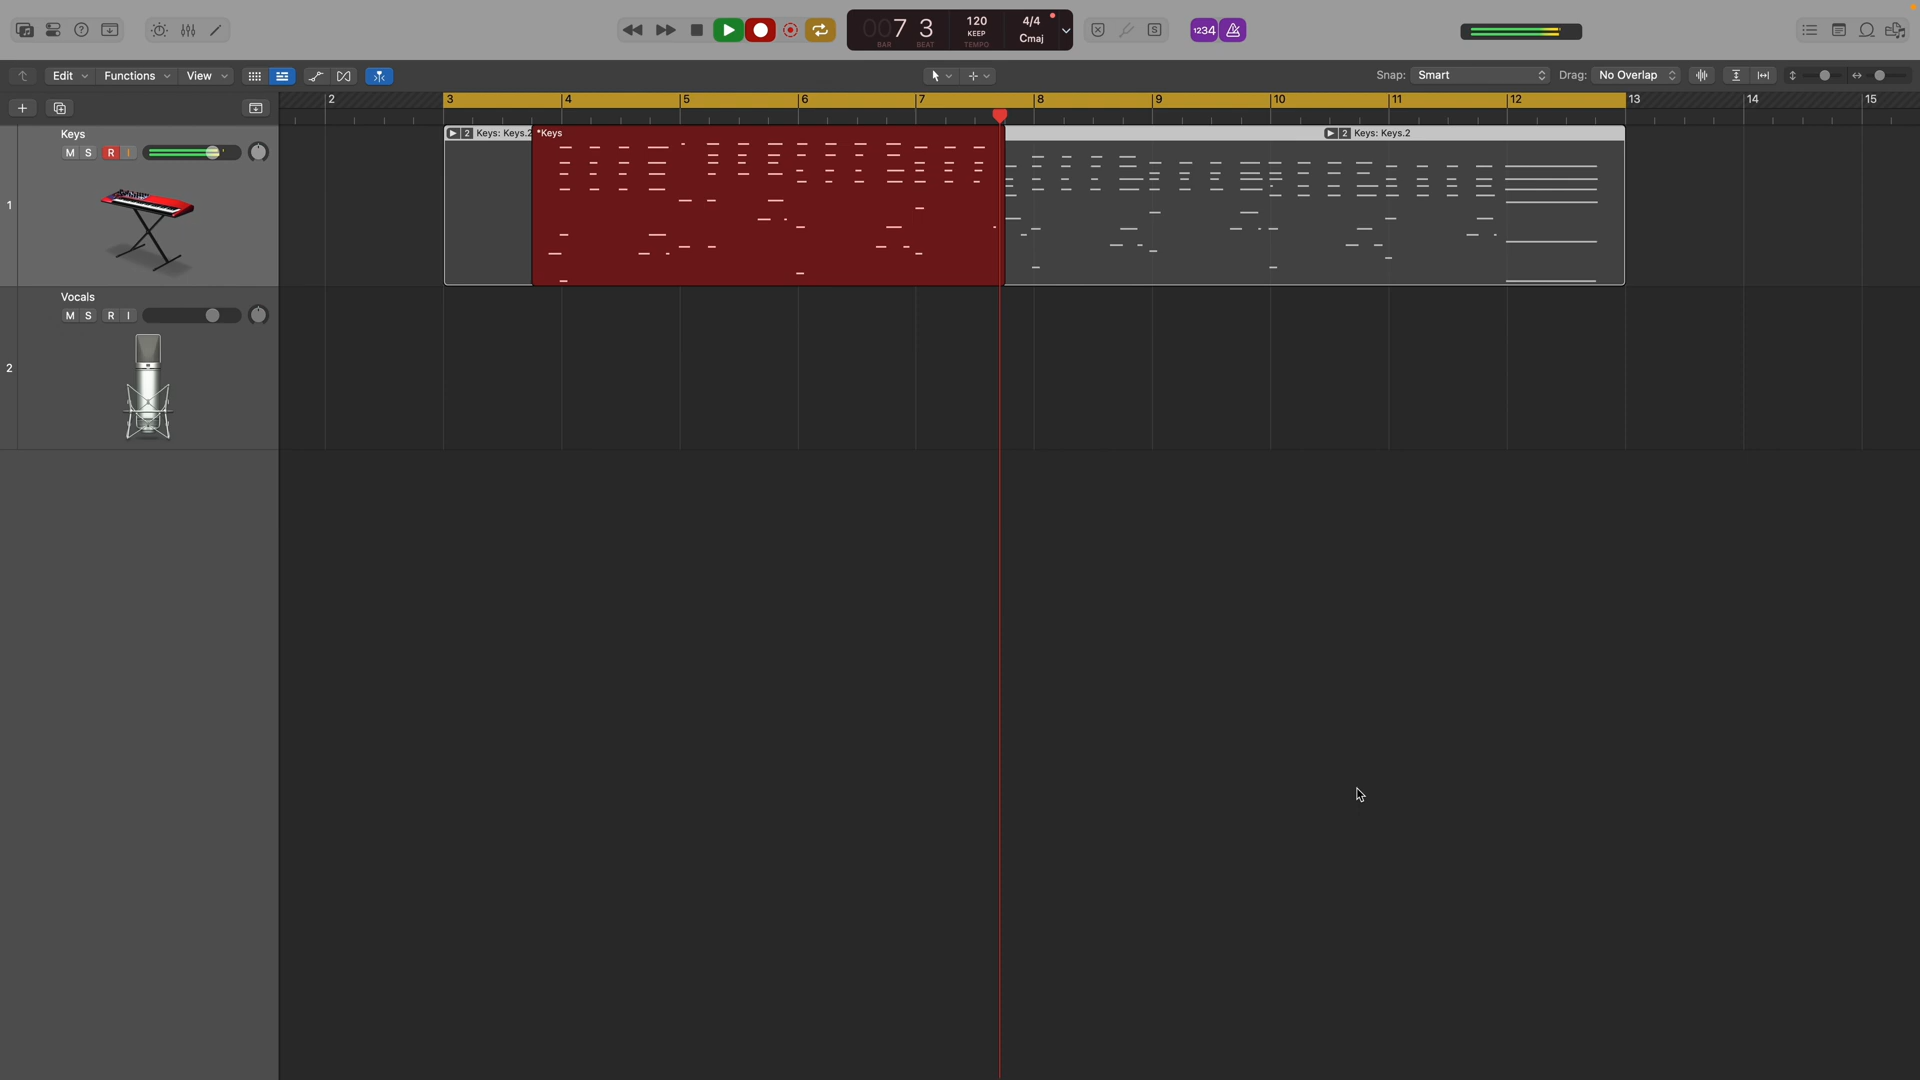 007 3
BAR BEAT
120
KEEP
TEMPO
4/4
Cmaj
1234
S
Edit Functions View
Snap: Smart
Drag: No Overlap
2 3 4 5 6 7 8 9 10 11 12 13 14 15
Keys
M S R I
1
2 Keys: Keys.2
*Keys
2 Keys: Keys.2
Vocals
M S R I
2